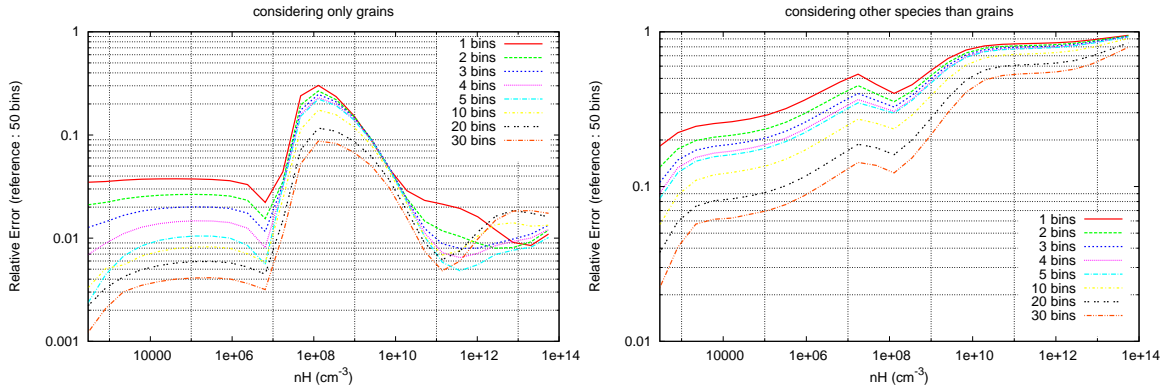 considering only grains
1
0.1
0.01
0.001
Relative Error (reference : 50 bins)
10000
1e+06
1e+08
1e+10
1e+12
1e+14
nH (cm-3)
1 bins
2 bins
3 bins
4 bins
5 bins
10 bins
20 bins
30 bins
considering other species than grains
1
0.1
0.01
Relative Error (reference : 50 bins)
10000
1e+06
1e+08
1e+10
1e+12
1e+14
nH (cm-3)
1 bins
2 bins
3 bins
4 bins
5 bins
10 bins
20 bins
30 bins